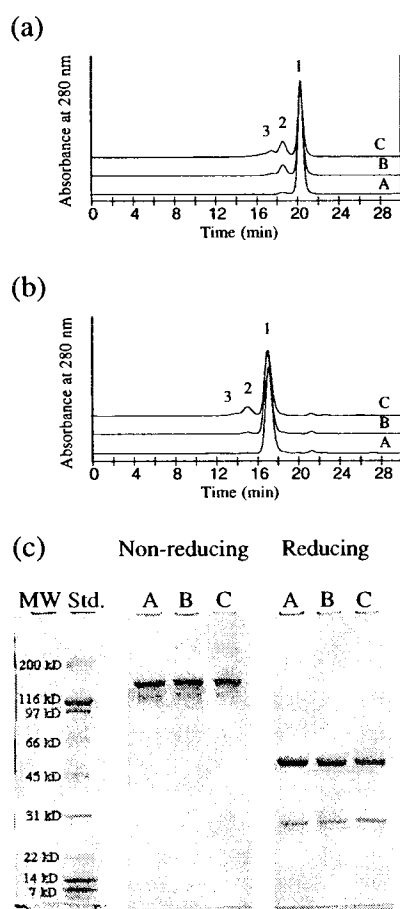 (a)
Absorbance at 280 nm
1
3 2
C
B
A
0 4 8 12 16 20 24 28
Time (min)
(b)
Absorbance at 280 nm
1
3 2
C
B
A
0 4 8 12 16 20 24 28
Time (min)
(c)
Non-reducing Reducing
MW Std. A B C A B C
200 kD
116 kD
97 kD
66 kD
45 kD
31 kD
22 kD
14 kD
7 kD